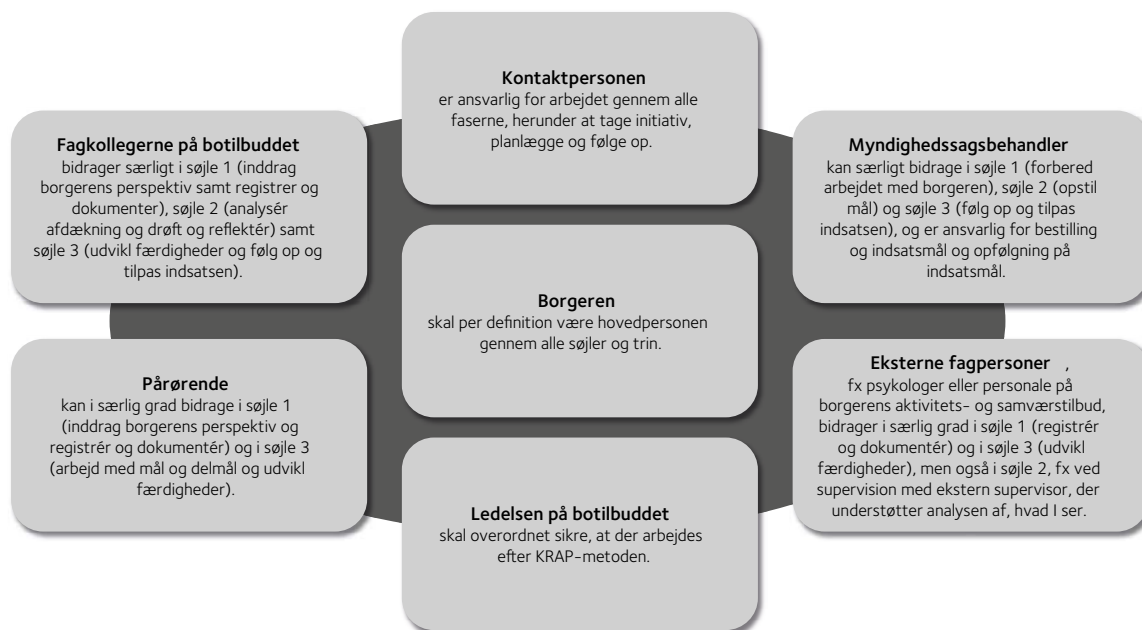 Kontaktpersonen
er ansvarlig for arbejdet gennem alle
faserne, herunder at tage initiativ,
planlægge og følge op.
Fagkollegerne på botilbuddet
bidrager særligt i søjle 1 (inddrag
borgerens perspektiv samt registrer og
dokumenter), søjle 2 (analysér
afdækning og drøft og reflektér) samt
søjle 3 (udvikl færdigheder og følg op og
tilpas indsatsen).
Myndighedssagsbehandler
kan særligt bidrage i søjle 1 (forbered
arbejdet med borgeren), søjle 2 (opstil
mål) og søjle 3 (følg op og tilpas
indsatsen), og er ansvarlig for bestilling
og indsatsmål og opfølgning på
indsatsmål.
Borgeren
skal per definition være hovedpersonen
gennem alle søjler og trin.
Pårørende
kan i særlig grad bidrage i søjle 1
(inddrag borgerens perspektiv og
registrér og dokumentér) og i søjle 3
(arbejd med mål og delmål og udvikl
færdigheder).
Eksterne fagpersoner ,
fx psykologer eller personale på
borgerens aktivitets- og samværstilbud,
bidrager i særlig grad i søjle 1 (registrér
og dokumentér) og i søjle 3 (udvikl
færdigheder), men også i søjle 2, fx ved
supervision med ekstern supervisor, der
understøtter analysen af, hvad I ser.
Ledelsen på botilbuddet
skal overordnet sikre, at der arbejdes
efter KRAP-metoden.